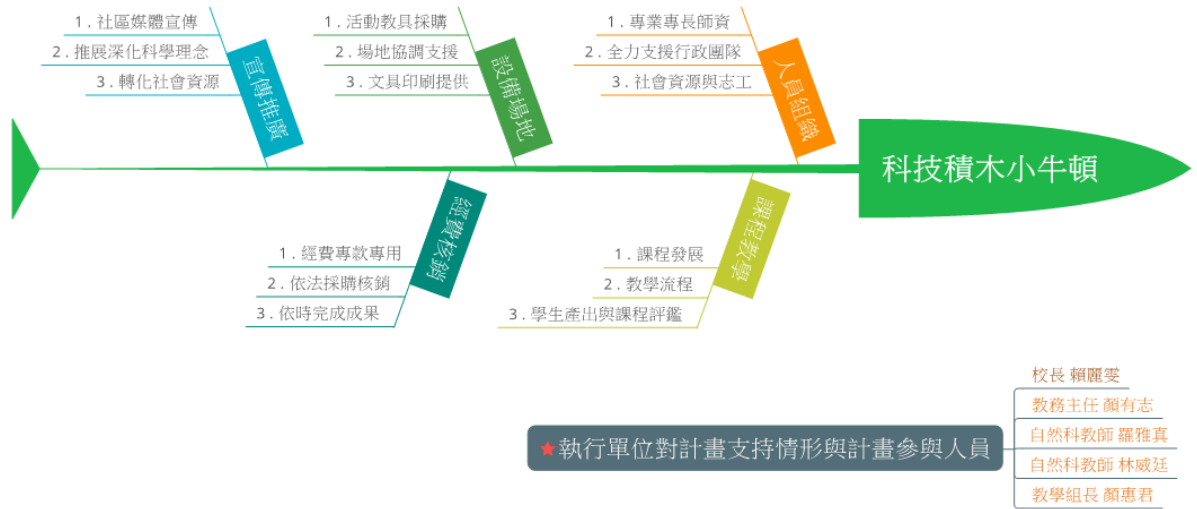 1 . 社區媒體宣傳
2 . 推展深化科學理念
3 . 轉化社會資源
宣傳推廣
1 . 活動教具採購
2 . 場地協調支援
3 . 文具印刷提供
設備場地
1 . 專業專長師資
2 . 全力支援行政團隊
3 . 社會資源與志工
人員組織
科技積木小牛頓
經費核銷
1 . 經費專款專用
2 . 依法採購核銷
3 . 依時完成成果
課程教學
1 . 課程發展
2 . 教學流程
3 . 學生產出與課程評鑑
執行單位對計畫支持情形與計畫參與人員
校長 賴麗雯
教務主任 顏有志
自然科教師 羅雅真
自然科教師 林威廷
教學組長 顏惠君